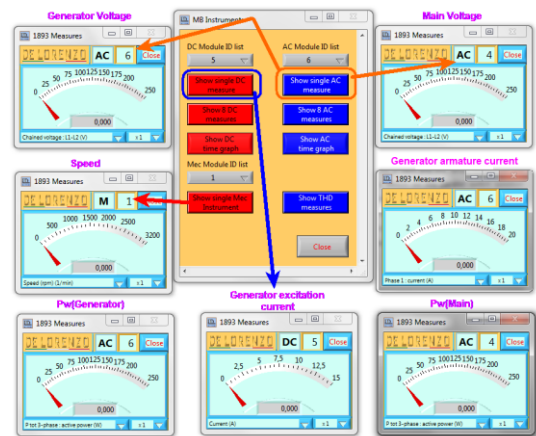 Generator Voltage
1893 Measures
DE LORENZO AC 6 Close
0 25 50 75 100 125 150 175 200 250
0,000
Chained voltage : L1-L2 (V) x1
MB Instruments
DC Module ID list
5
AC Module ID list
6
Show single DC
measure
Show single AC
measure
Show 8 DC
measures
Show 8 AC
measures
Show DC
time graph
Show AC
time graph
Mec Module ID list
1
Show single Mec
Instrument
Show THD
measures
Close
Main Voltage
1893 Measures
DE LORENZO AC 4 Close
0 25 50 75 100 125 150 175 200 250
0,000
Chained voltage : L1-L2 (V) x1
Speed
1893 Measures
DE LORENZO M 1
0 500 1000 1500 2000 2500 3200
0,000
Speed (rpm) (1/min) x1
Generator armature current
1893 Measures
DE LORENZO AC 6 Close
0 2 4 6 8 10 12 14 16 18 20
0,000
Phase 1 : current (A) x1
Pw(Generator)
1893 Measures
DE LORENZO AC 6 Close
0 25 50 75 100 125 150 175 200 250
0,000
P tot 3-phase : active power (W) x1
Generator excitation
current
1893 Measures
DE LORENZO DC 5 Close
0 2,5 5 7,5 10 12,5 15
0,000
Current (A) x1
Pw(Main)
1893 Measures
DE LORENZO AC 4 Close
0 25 50 75 100 125 150 175 200 250
0,000
P tot 3-phase : active power (W) x1